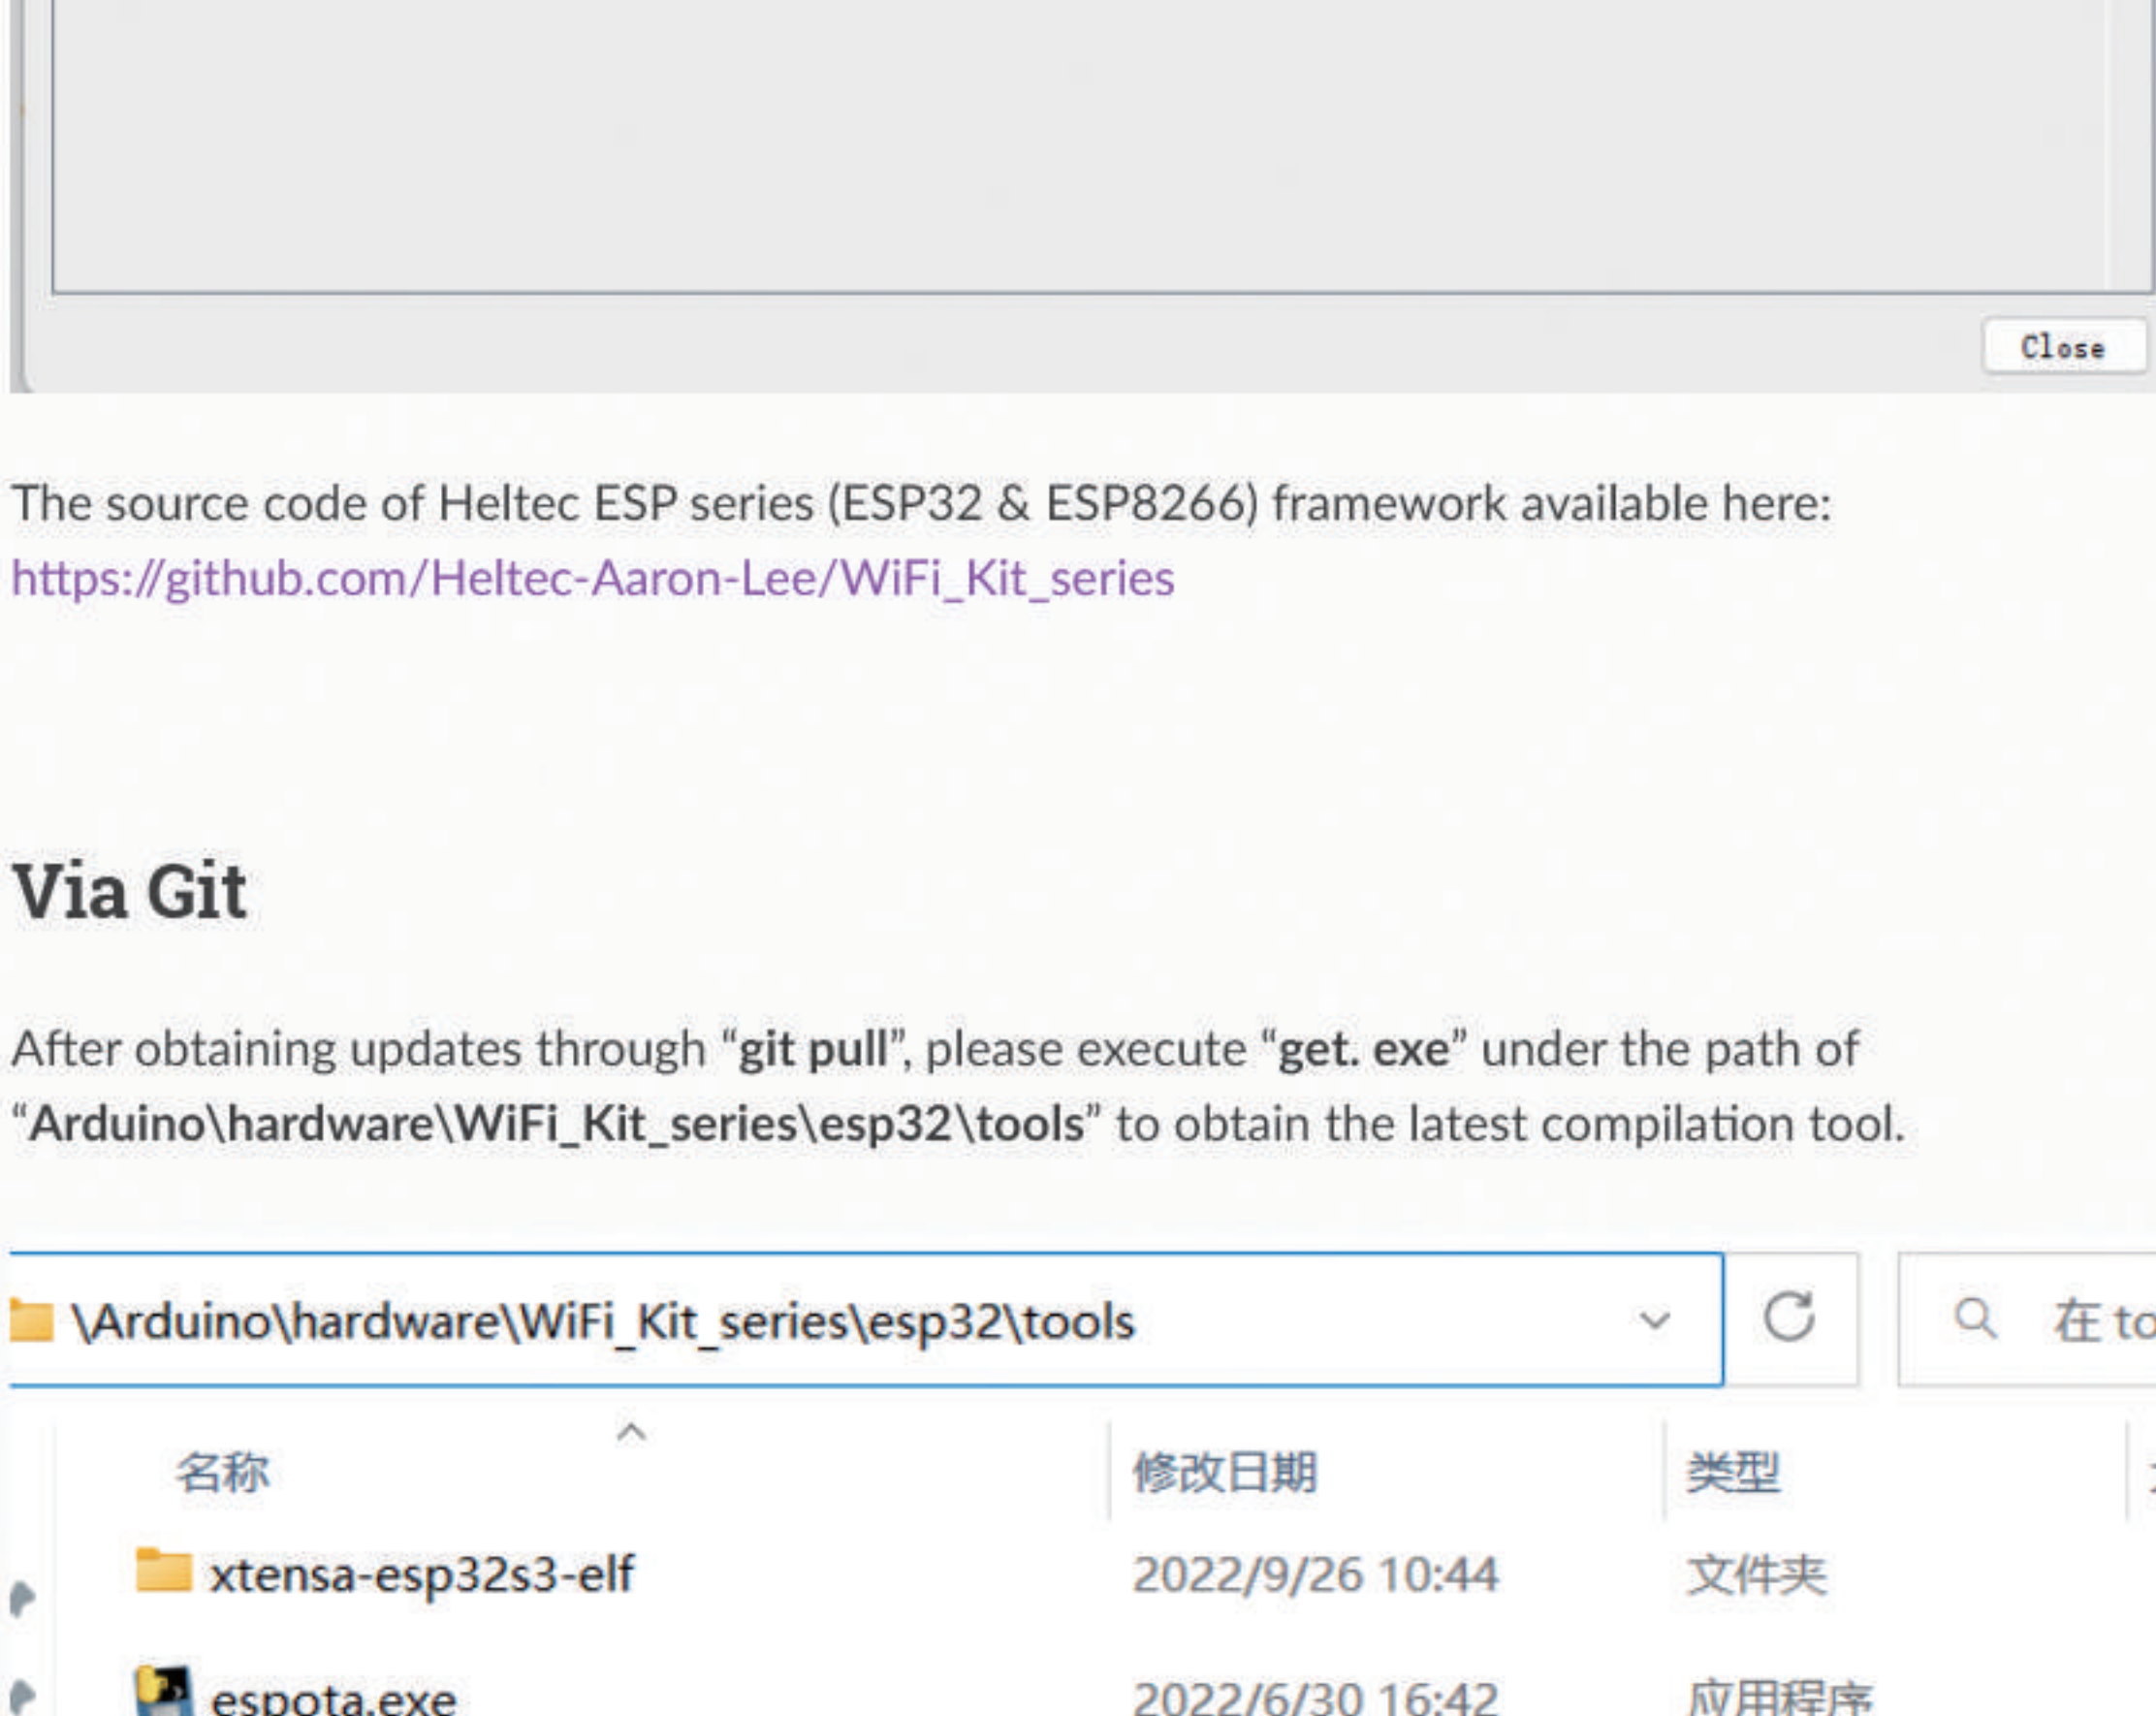 Close
The source code of Heltec ESP series (ESP32 & ESP8266) framework available here:
https://github.com/Heltec-Aaron-Lee/WiFi_Kit_series
Via Git
After obtaining updates through “git pull”, please execute “get. exe” under the path of
“Arduino\hardware\WiFi_Kit_series\esp32\tools” to obtain the latest compilation tool.
\Arduino\hardware\WiFi_Kit_series\esp32\tools 在 to
名称 修改日期 类型
xtensa-esp32s3-elf 2022/9/26 10:44 文件夹
espota.exe 2022/6/30 16:42 应用程序